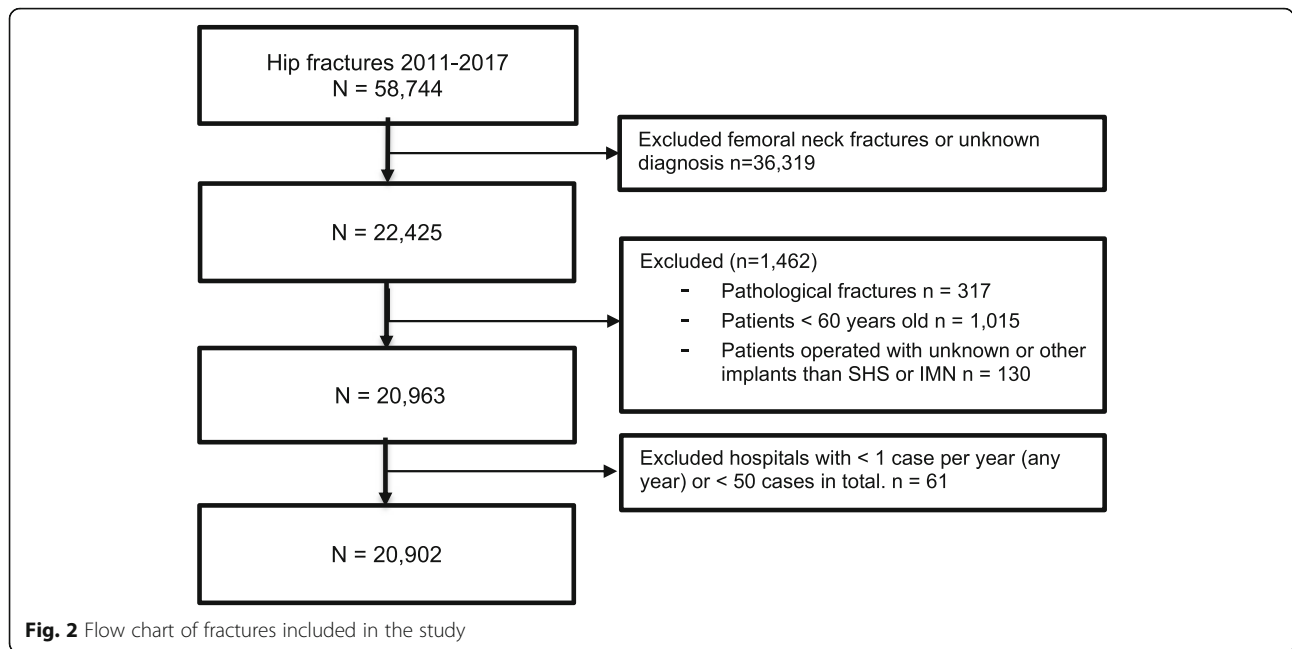 Hip fractures 2011-2017
N = 58,744
Excluded femoral neck fractures or unknown
diagnosis n=36,319
N = 22,425
Excluded (n=1,462)
- Pathological fractures n = 317
- Patients < 60 years old n = 1,015
- Patients operated with unknown or other
implants than SHS or IMN n = 130
N = 20,963
Excluded hospitals with < 1 case per year (any
year) or < 50 cases in total. n = 61
N = 20,902
Fig. 2 Flow chart of fractures included in the study